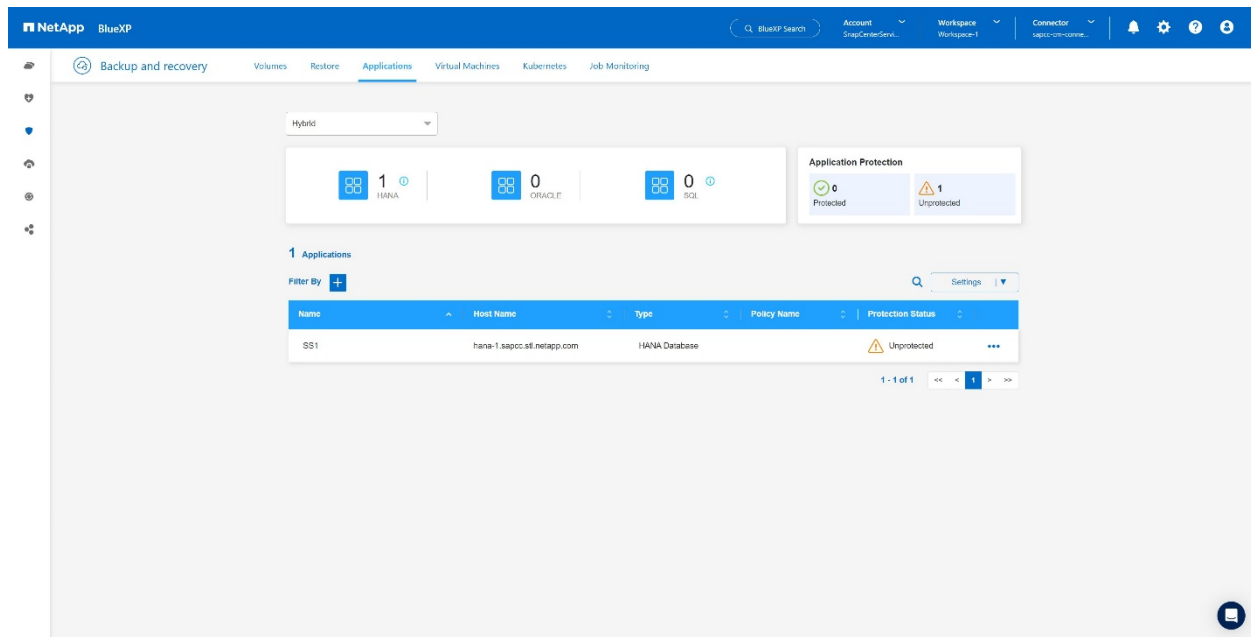 NetApp BlueXP
BlueXP Search
Account
SnapCenterServi...
Workspace
Workspace-1
Connector
sapcc-cm-conne...
Backup and recovery
Volumes Restore Applications Virtual Machines Kubernetes Job Monitoring
Hybrid
1
HANA
0
ORACLE
0
SQL
Application Protection
0
Protected
1
Unprotected
1 Applications
Filter By +
Settings
Name Host Name Type Policy Name Protection Status
SS1 hana-1.sapcc.stl.netapp.com HANA Database Unprotected
1 - 1 of 1 << < 1 > >>